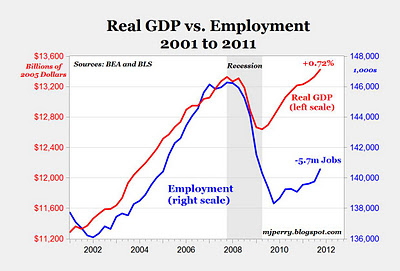 Real GDP vs. Employment
2001 to 2011
$13,600
$13,200
$12,800
$12,400
$12,000
$11,600
$11,200
Billions of
2005 Dollars
Sources: BEA and BLS
Recession
+0.72%
Real GDP
(left scale)
-5.7m Jobs
Employment
(right scale)
mjperry.blogspot.com
148,000
1,000s
146,000
144,000
142,000
140,000
138,000
136,000
2002
2004
2006
2008
2010
2012